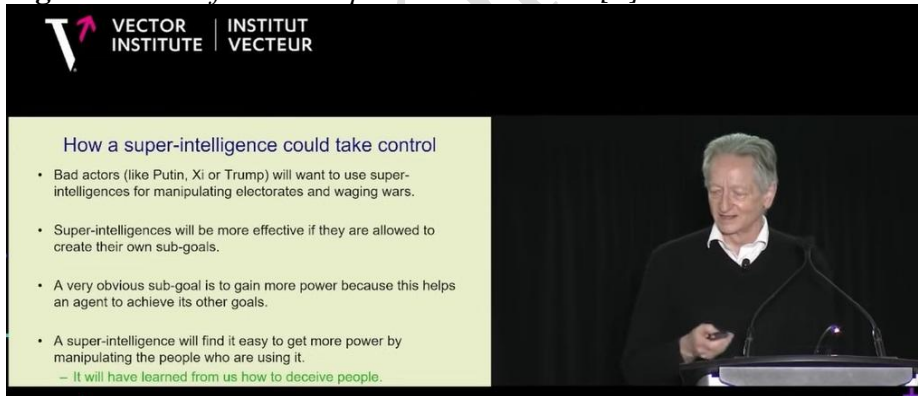 VECTOR INSTITUTE | INSTITUT VECTEUR
How a super-intelligence could take control
• Bad actors (like Putin, Xi or Trump) will want to use super-
intelligences for manipulating electorates and waging wars.
• Super-intelligences will be more effective if they are allowed to
create their own sub-goals.
• A very obvious sub-goal is to gain more power because this helps
an agent to achieve its other goals.
• A super-intelligence will find it easy to get more power by
manipulating the people who are using it.
– It will have learned from us how to deceive people.